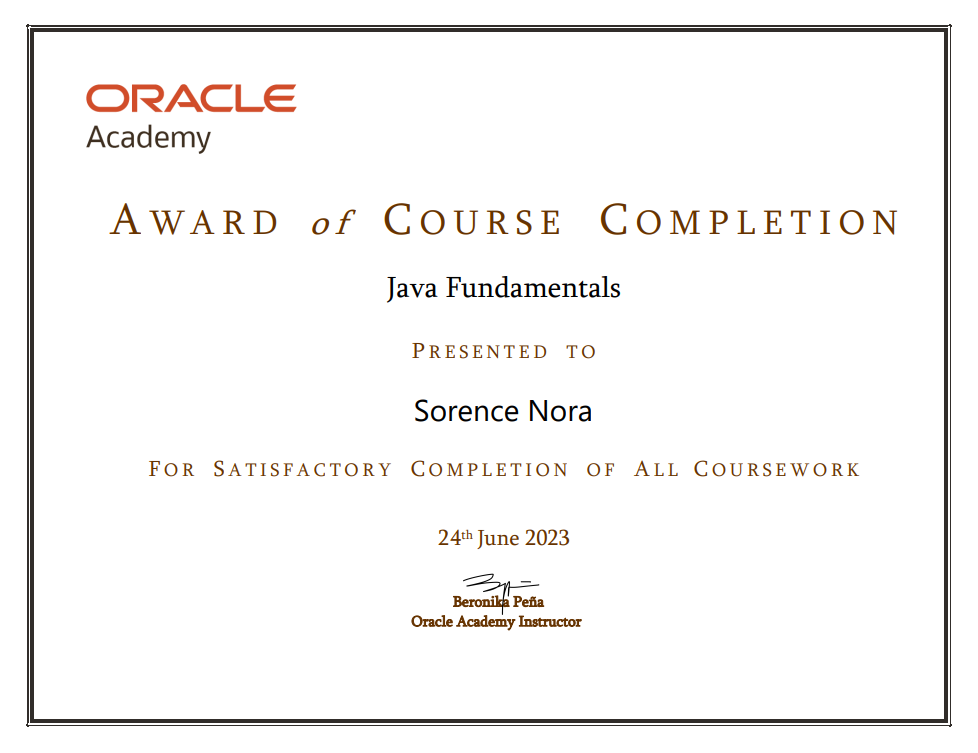 ORACLE
Academy
AWARD of COURSE COMPLETION
Java Fundamentals
PRESENTED TO
Sorence Nora
FOR SATISFACTORY COMPLETION OF ALL COURSEWORK
24th June 2023
Beronika Peña
Oracle Academy Instructor